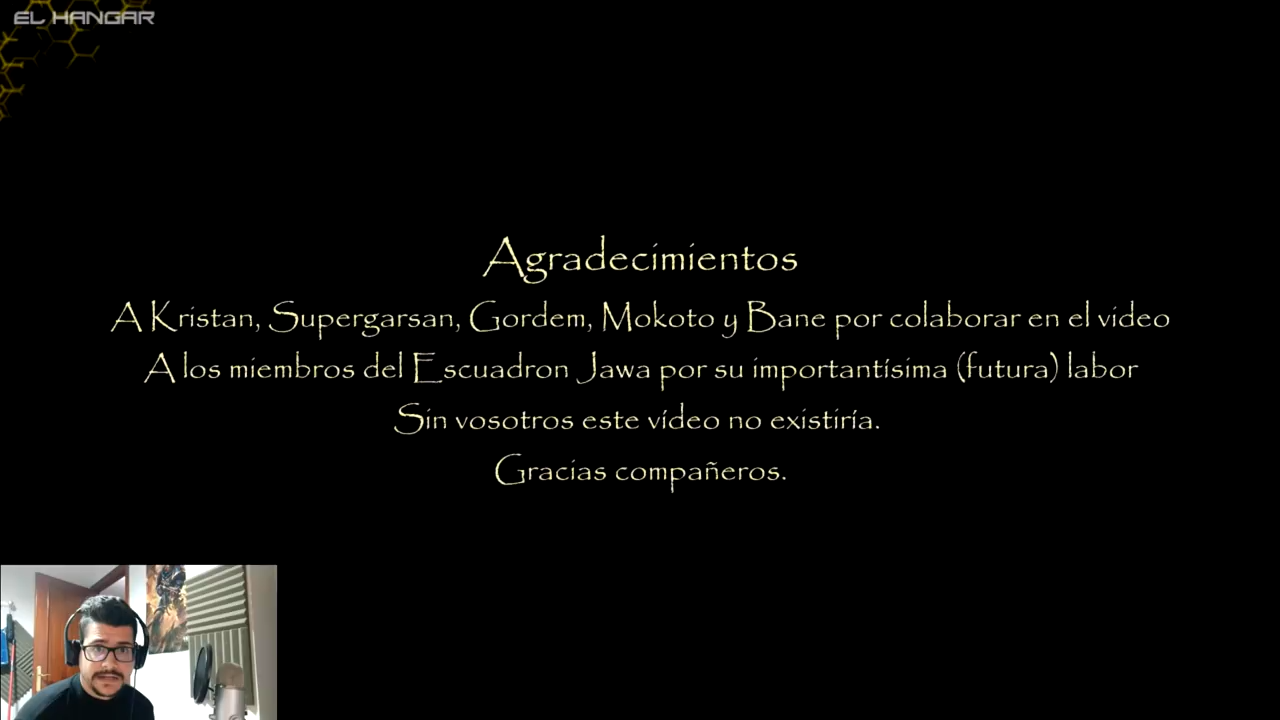 EL HANGAR
Agradecimientos
A Kristan, Supergarsan, Gordem, Mokoto y Bane por colaborar en el video
A los miembros del Escuadron Jawa por su importantísima (futura) labor
Sin vosotros este vídeo no existiría.
Gracias compañeros.